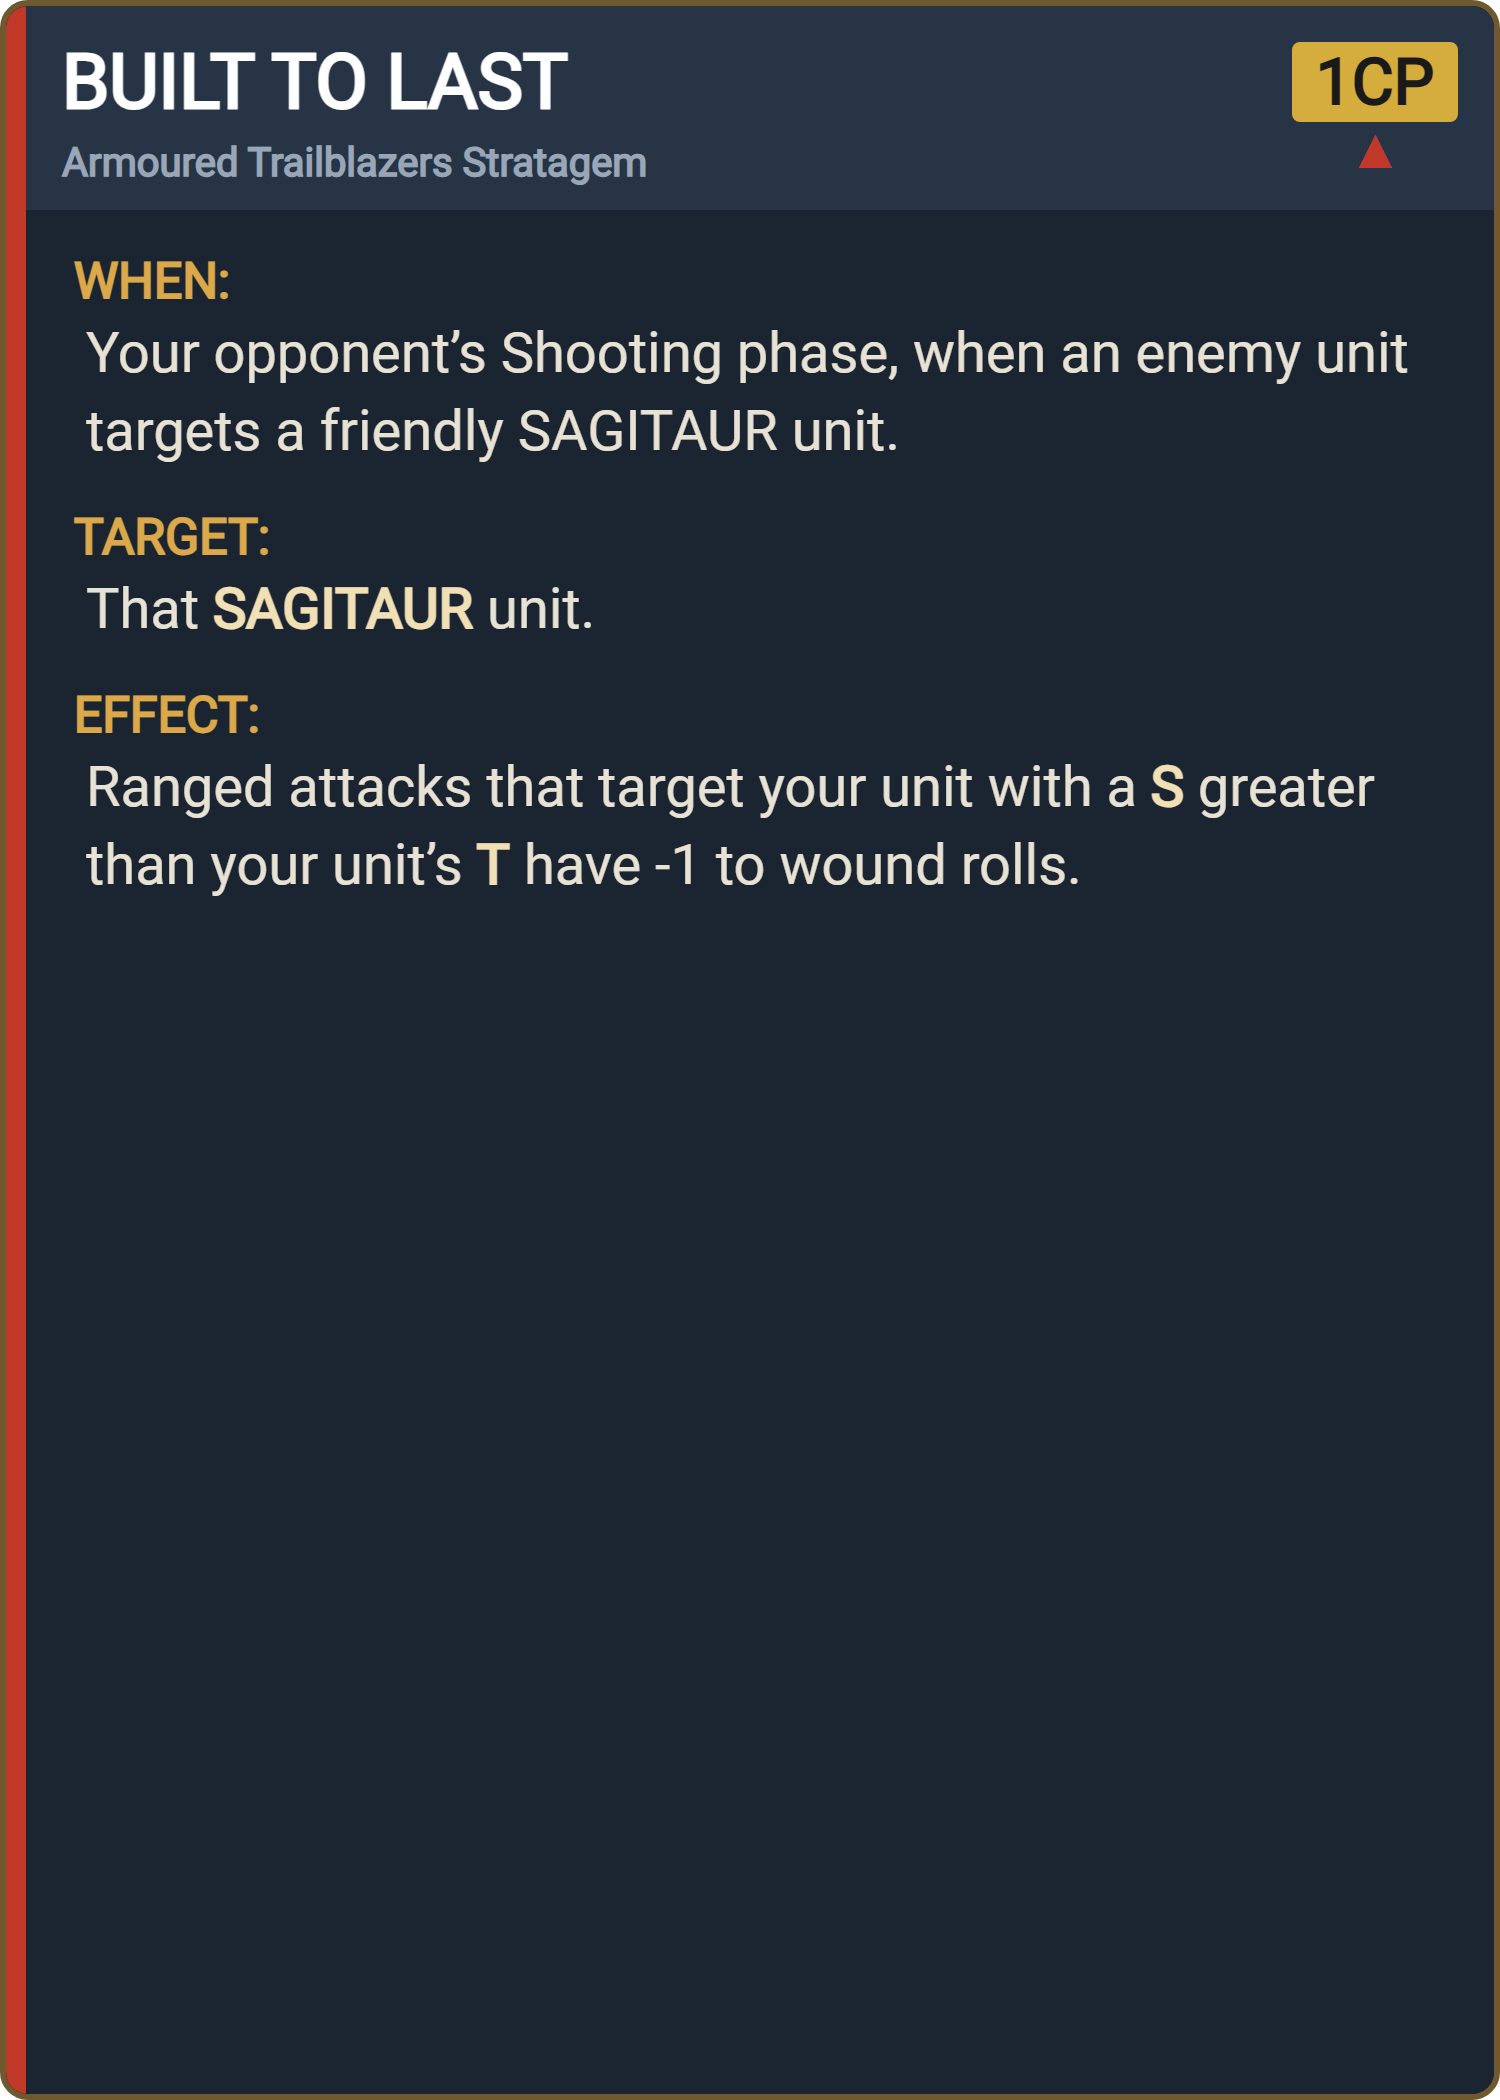 BUILT TO LAST
1CP
Armoured Trailblazers Stratagem
WHEN:
Your opponent’s Shooting phase, when an enemy unit
targets a friendly SAGITAUR unit.
TARGET:
That SAGITAUR unit.
EFFECT:
Ranged attacks that target your unit with a S greater
than your unit’s T have -1 to wound rolls.